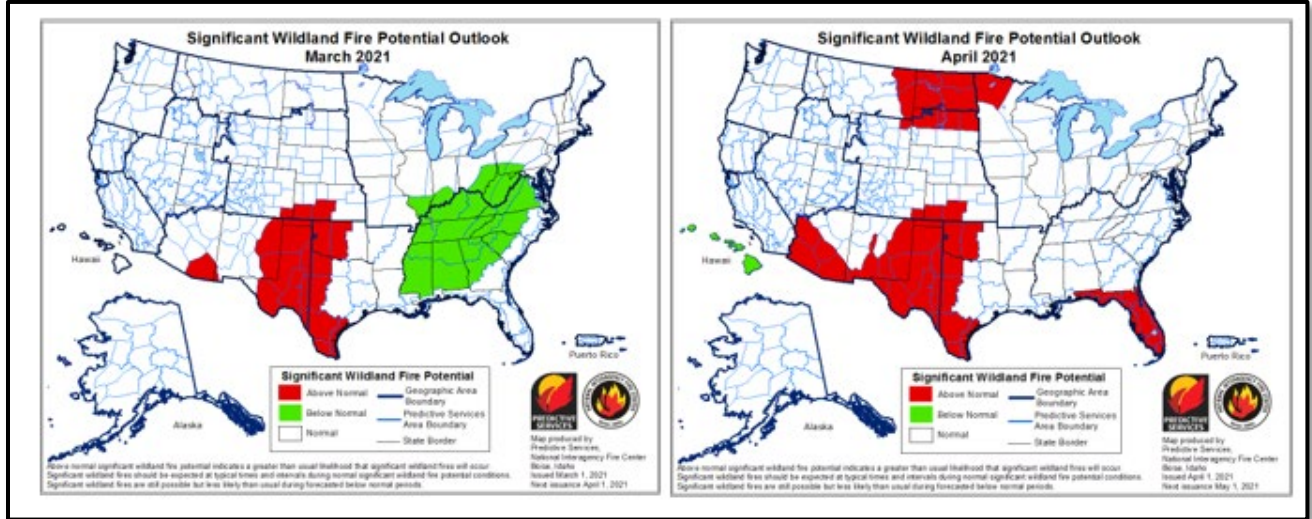 Significant Wildland Fire Potential Outlook
March 2021
Hawaii
Alaska
Puerto Rico
Significant Wildland Fire Potential
Above Normal
Below Normal
Normal
Geographic Area
Boundary
Predictive Services
Area Boundary
State Border
PREDICTIVE
SERVICES
Map produced by
Predictive Services,
National Interagency Fire Center
Boise, Idaho
Issued March 1, 2021
Next issuance April 1, 2021
Above normal significant wildland fire potential indicates a greater than usual likelihood that significant wildland fires will occur.
Significant wildland fires should be expected at typical times and intervals during normal significant wildland fire potential conditions.
Significant wildland fires are still possible but less likely than usual during forecasted below normal periods.
Significant Wildland Fire Potential Outlook
April 2021
Hawaii
Alaska
Puerto Rico
Significant Wildland Fire Potential
Above Normal
Below Normal
Normal
Geographic Area
Boundary
Predictive Services
Area Boundary
State Border
PREDICTIVE
SERVICES
Map produced by
Predictive Services,
National Interagency Fire Center
Boise, Idaho
Issued April 1, 2021
Next issuance May 1, 2021
Above normal significant wildland fire potential indicates a greater than usual likelihood that significant wildland fires will occur.
Significant wildland fires should be expected at typical times and intervals during normal significant wildland fire potential conditions.
Significant wildland fires are still possible but less likely than usual during forecasted below normal periods.